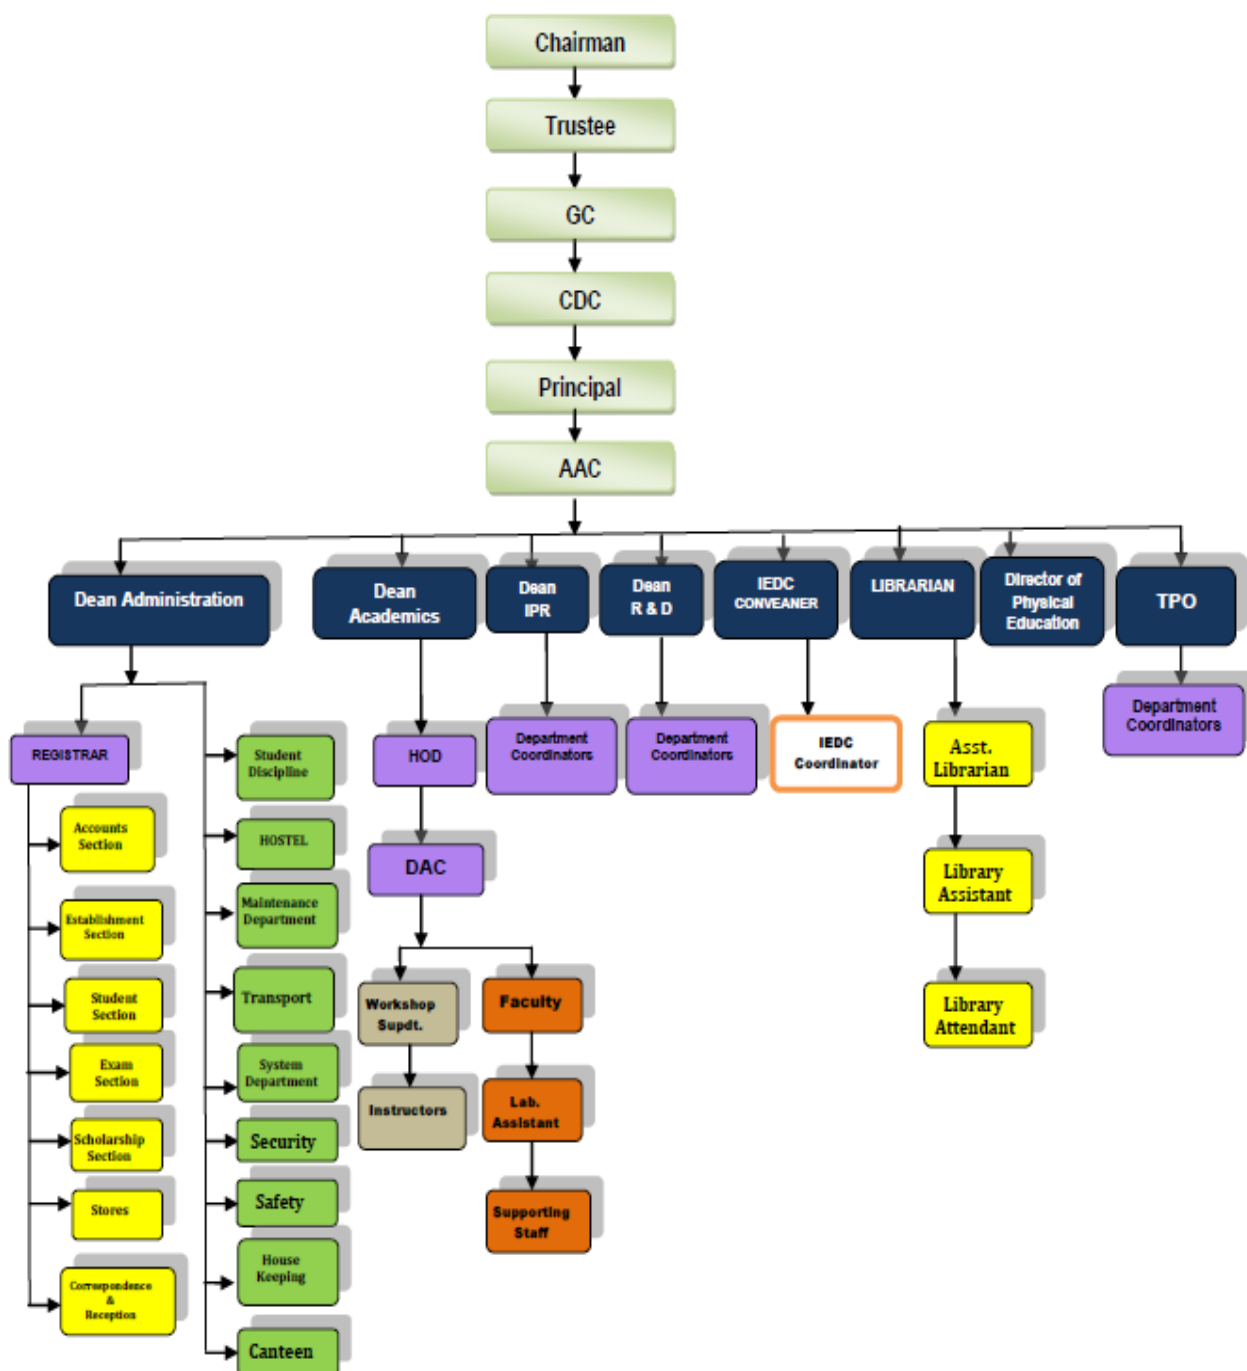 Chairman
Trustee
GC
CDC
Principal
AAC
Dean Administration
Dean
Academics
Dean
IPR
Dean
R & D
IEDC
CONVEANER
LIBRARIAN
Director of
Physical
Education
TPO
REGISTRAR
Accounts
Section
Establishment
Section
Student
Section
Exam
Section
Scholarship
Section
Stores
Correspondence
&
Reception
Student
Discipline
HOSTEL
Maintenance
Department
Transport
System
Department
Security
Safety
House
Keeping
Canteen
HOD
DAC
Workshop
Supdt.
Instructors
Faculty
Lab.
Assistant
Supporting
Staff
Department
Coordinators
Department
Coordinators
IEDC
Coordinator
Asst.
Librarian
Library
Assistant
Library
Attendant
Department
Coordinators